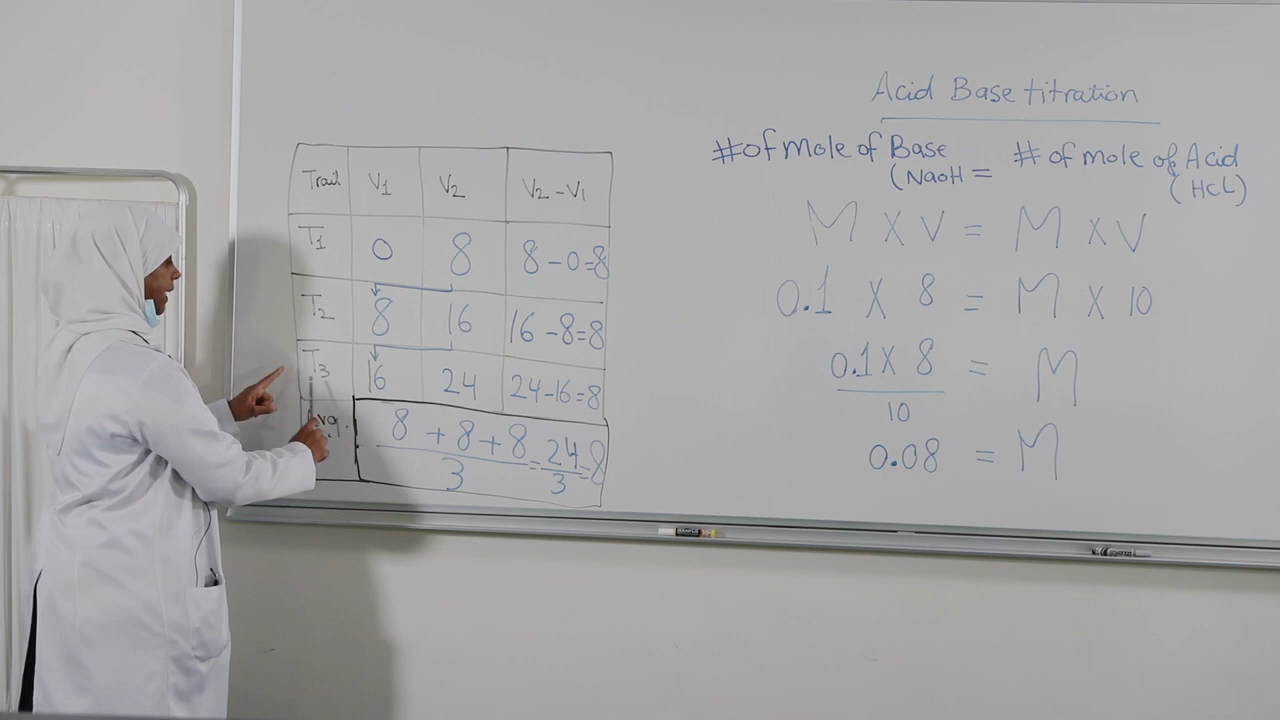 Acid Base titration
#of mole of Base = # of mole of Acid
(NaoH (HCL)
M X V = M X V
0.1 X 8 = M X 10
0.1 X 8 = M
10
0.08 = M
Trail V1 V2 V2 - V1
T1 0 8 8 - 0 = 8
T2 8 16 16 - 8 = 8
T3 16 24 24 - 16 = 8
8 + 8 + 8 = 24 = 8
3 3